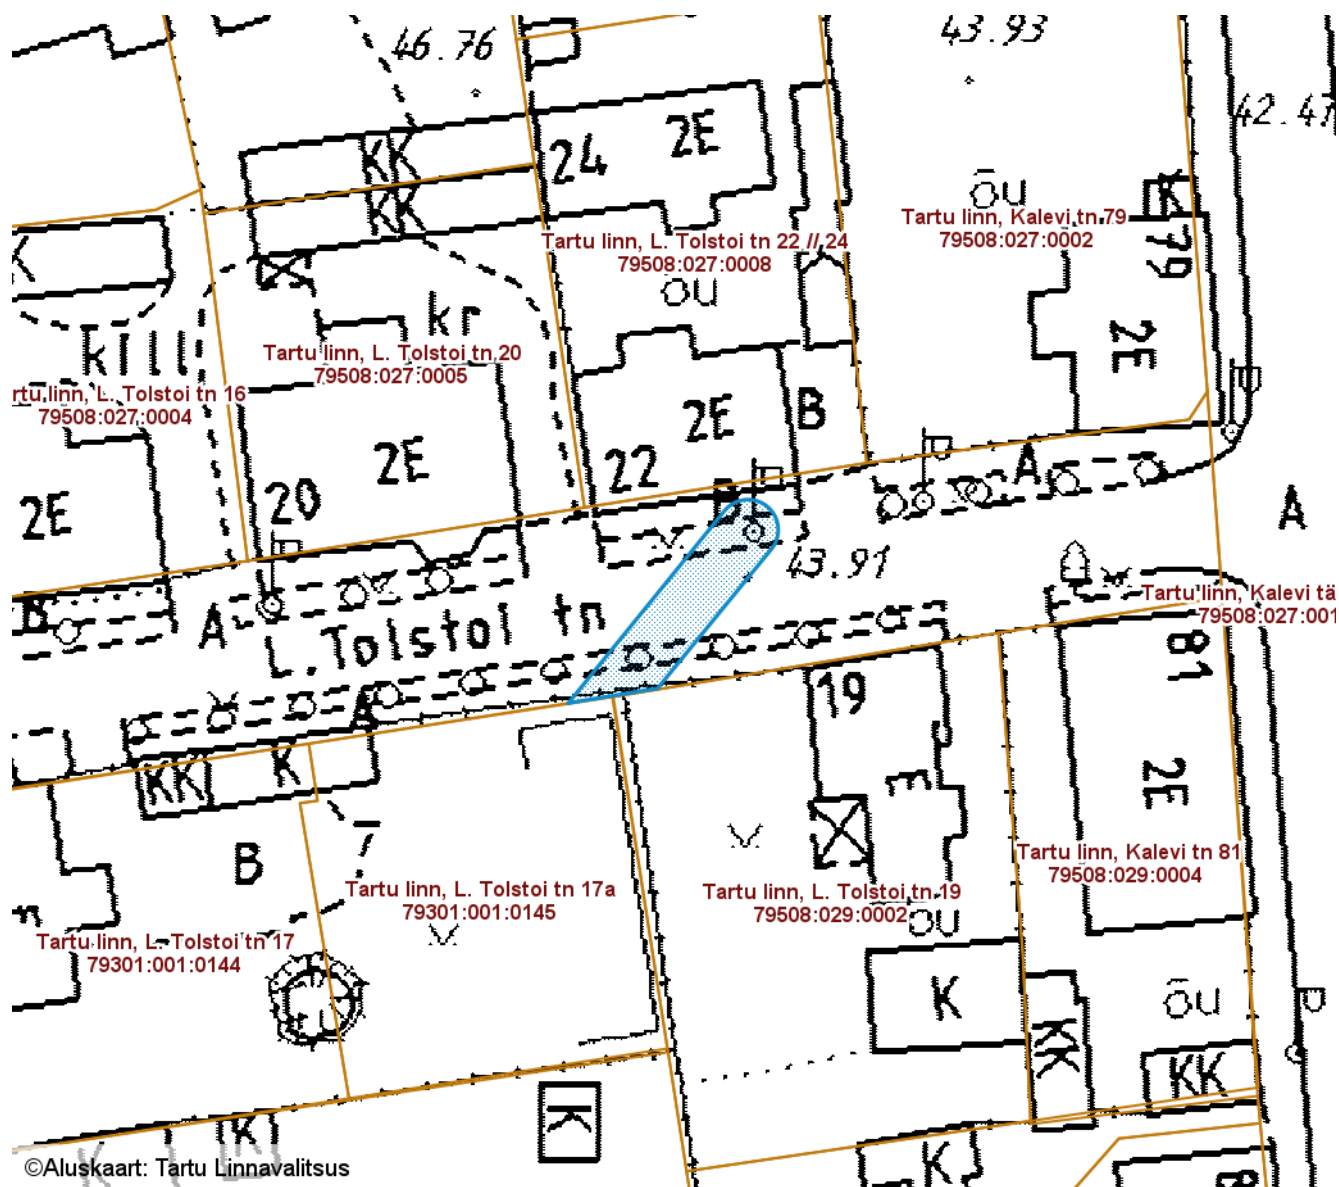 46.76
43.93
42.47
KK
KK
24
2E
õu
K
79
Tartu linn, Kalevi tn 79
79508:027:0002
Tartu linn, L. Tolstoi tn 22 // 24
79508:027:0008
õu
K
kr
Tartu linn, L. Tolstoi tn 20
79508:027:0005
2E
rtu linn, L. Tolstoi tn 16
79508:027:0004
2E
B
2E
22
20
2E
A
A
43.91
B
A
L. Tolstoi tn
Tartu linn, Kalevi tä
79508:027:001
81
19
A
KK
K
E
2E
B
Tartu linn, Kalevi tn 81
79508:029:0004
Tartu linn, L. Tolstoi tn 17a
79301:001:0145
Tartu linn, L. Tolstoi tn 19
79508:029:0002
õu
Tartu linn, L. Tolstoi tn 17
79301:001:0144
K
õu
KK
KK
K
K
K
K
©Aluskaart: Tartu Linnavalitsus